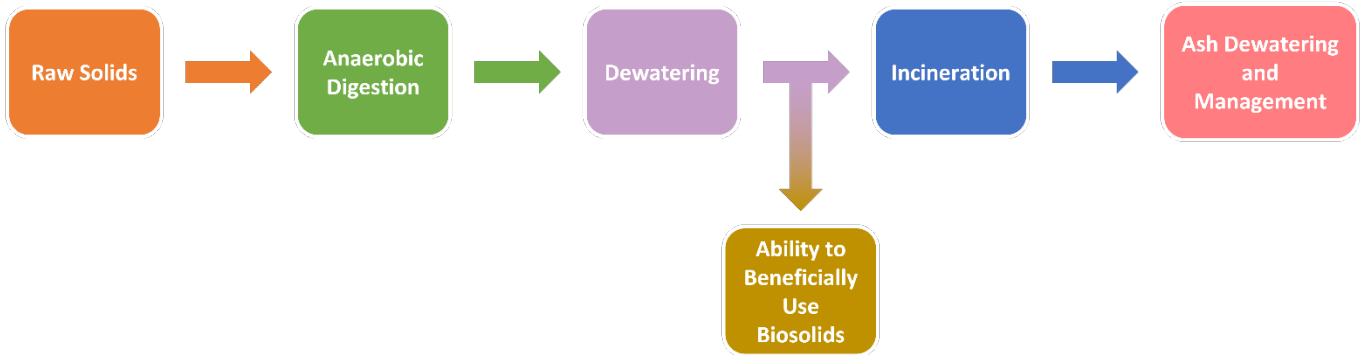 Raw Solids
Anaerobic
Digestion
Dewatering
Incineration
Ash Dewatering
and
Management
Ability to
Beneficially
Use
Biosolids